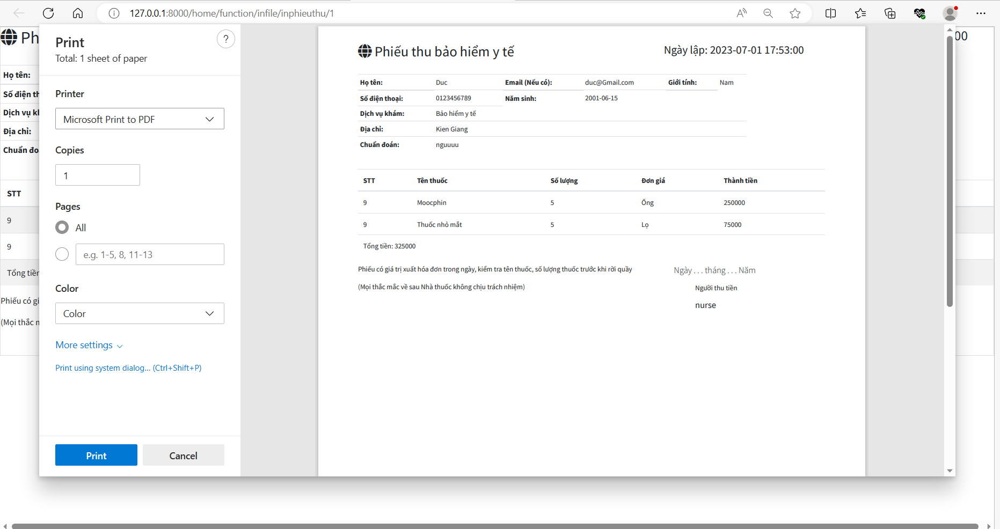 127.0.0.1:8000/home/function/infile/inphieuthu/1
Ph
00
Họ tên:
Số điện th
Dịch vụ kh
Địa chỉ:
Chuẩn đo
STT
9
9
Tổng tiền
Phiếu có gi
(Mọi thắc m
Print
?
Total: 1 sheet of paper
Printer
Microsoft Print to PDF
Copies
1
Pages
All
e.g. 1-5, 8, 11-13
Color
Color
More settings
Print using system dialog... (Ctrl+Shift+P)
Print
Cancel
Phiếu thu bảo hiểm y tế
Ngày lập: 2023-07-01 17:53:00
Họ tên: Duc Email (Nếu có): duc@Gmail.com Giới tính: Nam
Số điện thoại: 0123456789 Năm sinh: 2001-06-15
Dịch vụ khám: Bảo hiểm y tế
Địa chỉ: Kien Giang
Chuẩn đoán: nguuuu
STT Tên thuốc Số lượng Đơn giá Thành tiền
9 Moocphin 5 Ống 250000
9 Thuốc nhỏ mắt 5 Lọ 75000
Tổng tiền: 325000
Phiếu có giá trị xuất hóa đơn trong ngày, kiểm tra tên thuốc, số lượng thuốc trước khi rời quầy
(Mọi thắc mắc về sau Nhà thuốc không chịu trách nhiệm)
Ngày . . . tháng . . . Năm
Người thu tiền
nurse